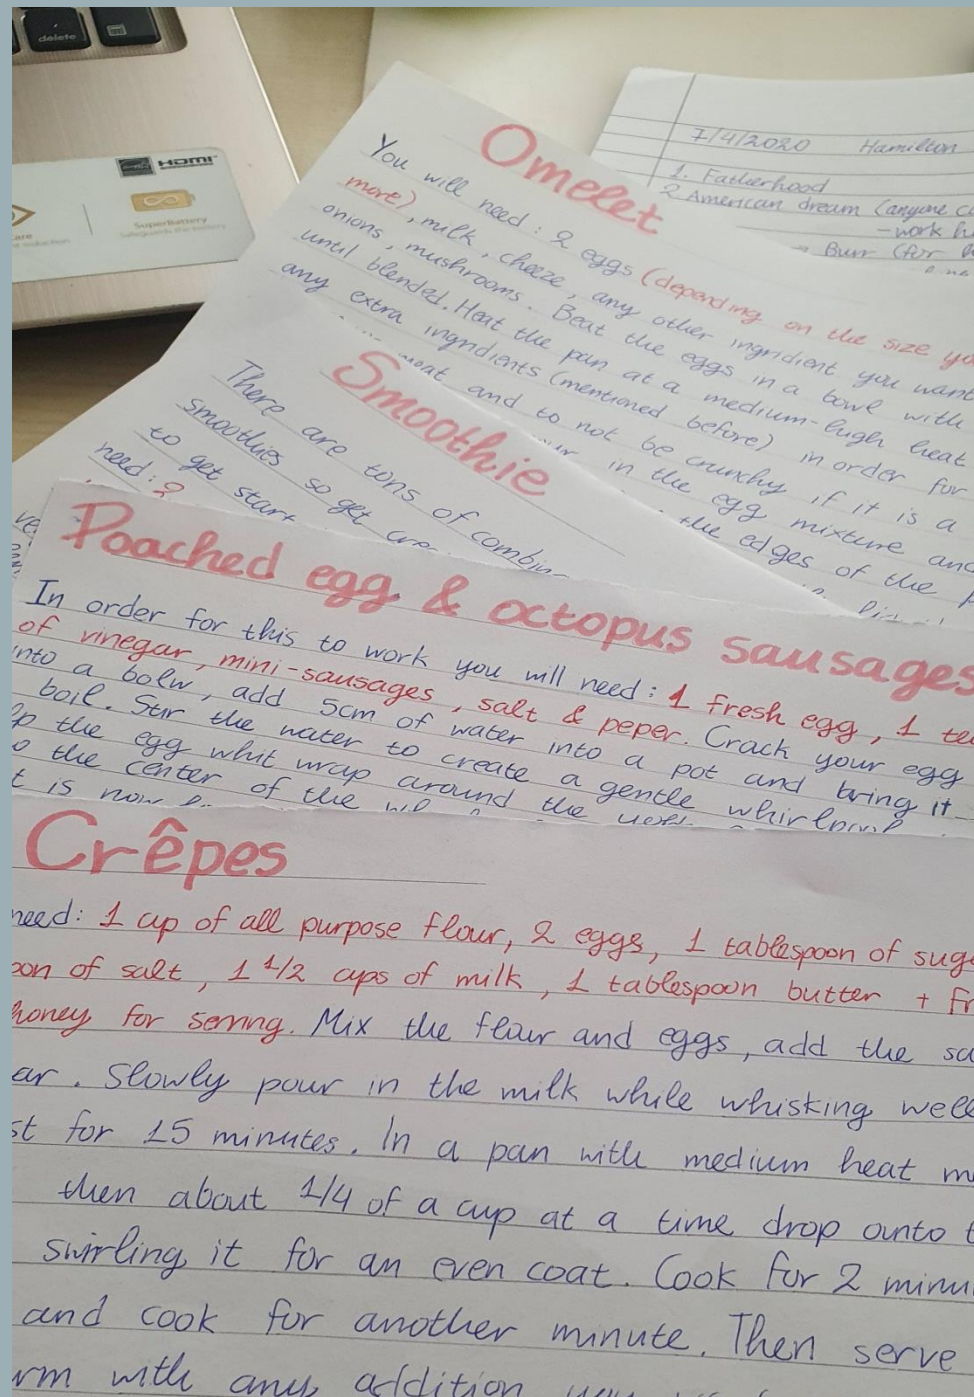 delete
HDMI
SuperBattery
7/4/2020 Hamilton
1. Fatherhood
2 American dream (anyone
- work
→ Burr (for
Omelet
You will need: 2 eggs (depending on the size
more), milk, cheeze, any other ingridient you want
onions, mushrooms. Beat the eggs in a bowl with
until blended. Heat the pan at a medium-high heat
any extra ingridients (mentioned before) in order for
meat and to not be crunchy if it is a
in the egg mixture and
the edges of the
Smoothie
There are tons of combin
smoothies so get
to get start
need: 2
Poached egg & octopus sausages
In order for this to work you will need: 1 fresh egg, 1
of vinegar, mini-sausages, salt & peper. Crack your egg
into a bolw, add 5cm of water into a pot and bring it
boil. Stir the water to create a gentle whirlpool
the egg whit wrap around the
the center of the
is now
Crêpes
need: 1 cup of all purpose flour, 2 eggs, 1 tablespoon of
of salt, 1 1/2 cups of milk, 1 tablespoon butter +
honey for serving. Mix the flour and eggs, add the
ar. Slowly pour in the milk while whisking well
st for 15 minutes. In a pan with medium heat
then about 1/4 of a cup at a time drop onto
swirling it for an even coat. Cook for 2
and cook for another minute. Then serve
with any addition